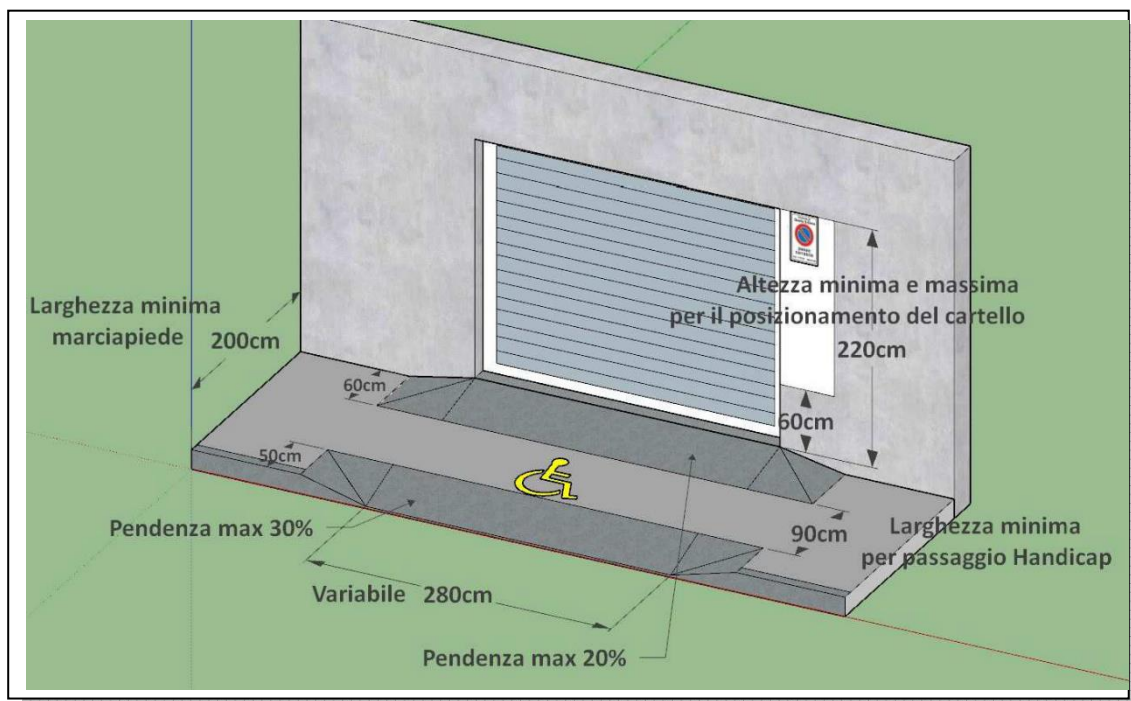 Altezza minima e massima
per il posizionamento del cartello
220cm
Larghezza minima
marciapiede
200cm
60cm
60cm
50cm
Pendenza max 30%
90cm
Larghezza minima
per passaggio Handicap
Variabile 280cm
Pendenza max 20%